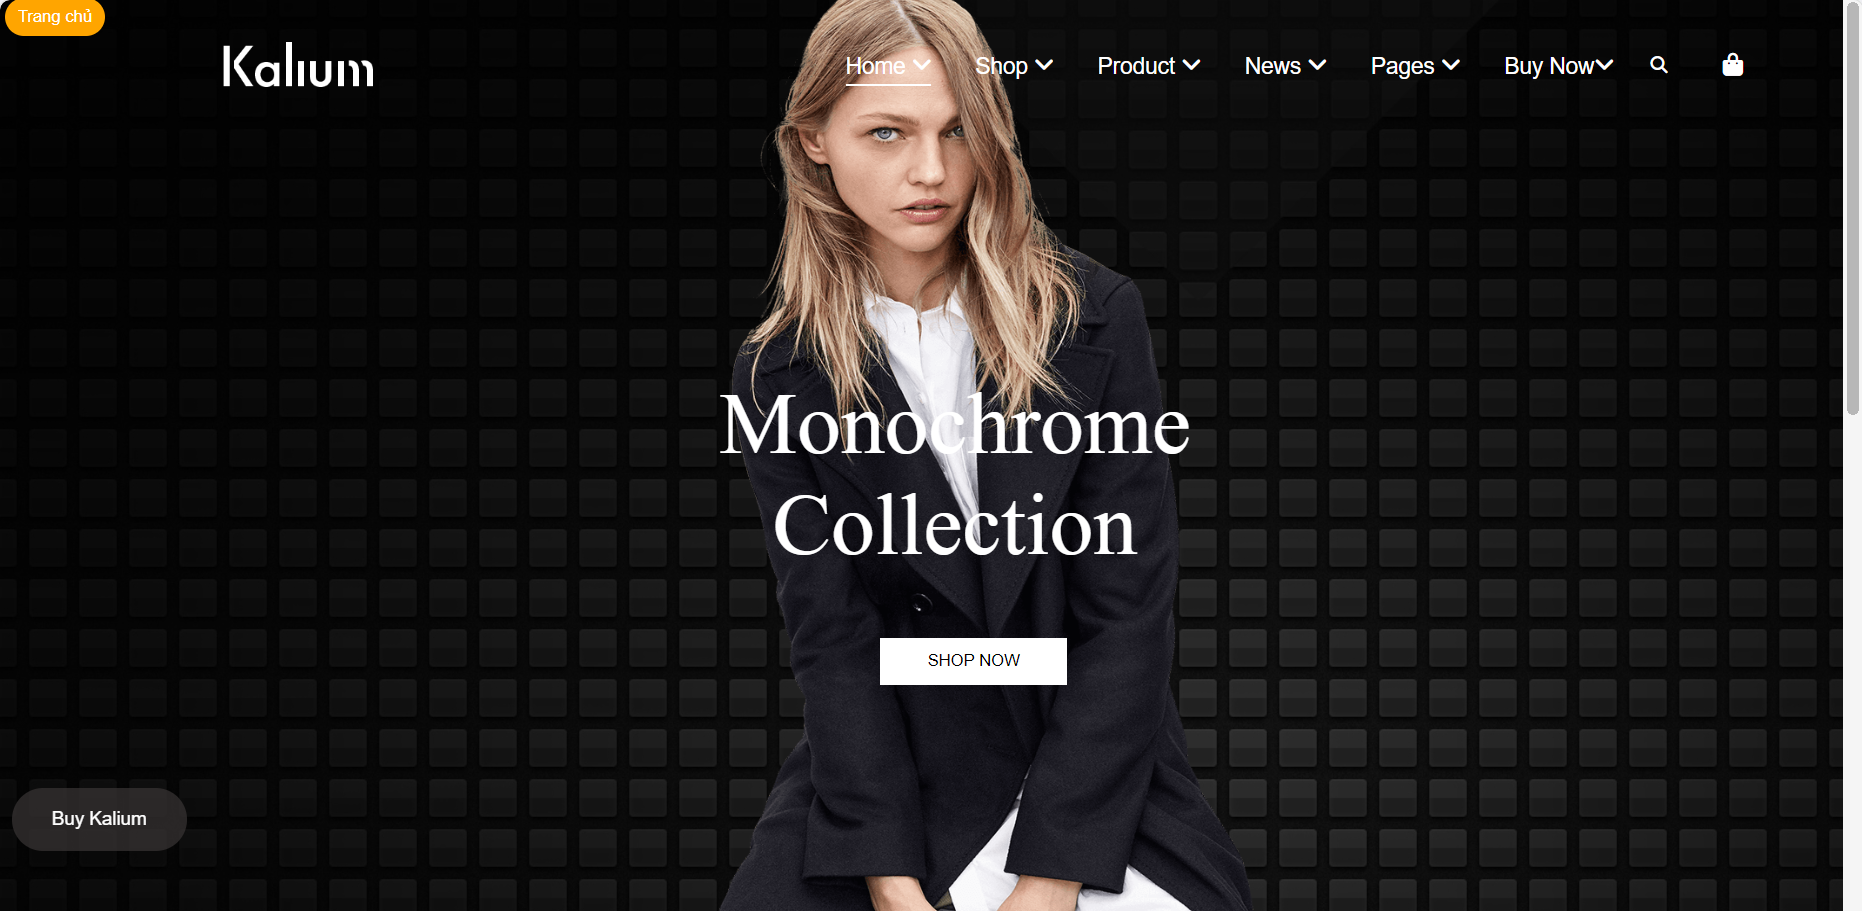 Trang chủ
Kalium
Home Shop Product News Pages Buy Now
Monochrome
Collection
SHOP NOW
Buy Kalium